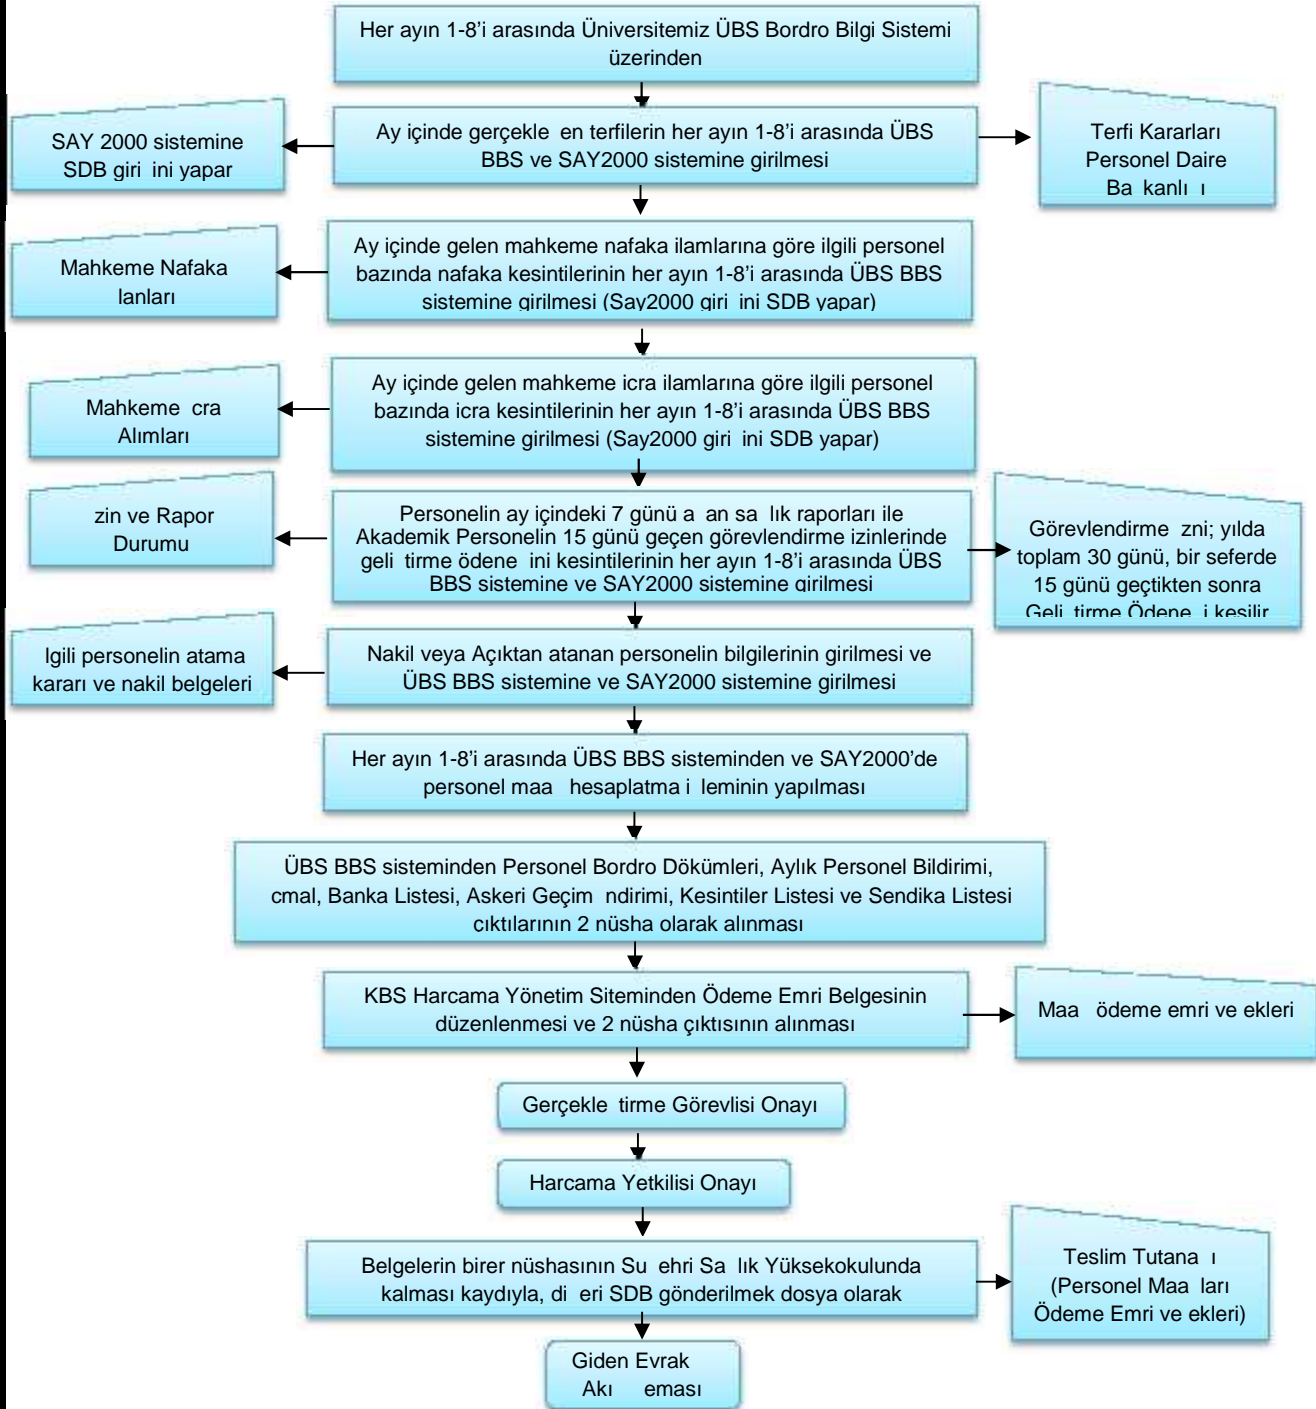 Her ayın 1-8'i arasında Üniversitemiz ÜBS Bordro Bilgi Sistemi
üzerinden
SAY 2000 sistemine
SDB giri ini yapar
Ay içinde gerçekle en terfilerin her ayın 1-8'i arasında ÜBS
BBS ve SAY2000 sistemine girilmesi
Terfi Kararları
Personel Daire
Ba kanlı ı
Mahkeme Nafaka
lanları
Ay içinde gelen mahkeme nafaka ilamlarına göre ilgili personel
bazında nafaka kesintilerinin her ayın 1-8'i arasında ÜBS BBS
sistemine girilmesi (Say2000 giri ini SDB yapar)
Mahkeme cra
Alımları
Ay içinde gelen mahkeme icra ilamlarına göre ilgili personel
bazında icra kesintilerinin her ayın 1-8'i arasında ÜBS BBS
sistemine girilmesi (Say2000 giri ini SDB yapar)
zin ve Rapor
Durumu
Personelin ay içindeki 7 günü a an sa lık raporları ile
Akademik Personelin 15 günü geçen görevlendirme izinlerinde
geli tirme ödene ini kesintilerinin her ayın 1-8'i arasında ÜBS
BBS sistemine ve SAY2000 sistemine girilmesi
Görevlendirme zni; yılda
toplam 30 günü, bir seferde
15 günü geçtikten sonra
Geli tirme Ödene i kesilir
lgili personelin atama
kararı ve nakil belgeleri
Nakil veya Açıktan atanan personelin bilgilerinin girilmesi ve
ÜBS BBS sistemine ve SAY2000 sistemine girilmesi
Her ayın 1-8'i arasında ÜBS BBS sisteminden ve SAY2000'de
personel maa hesaplatma i leminin yapılması
ÜBS BBS sisteminden Personel Bordro Dökümleri, Aylık Personel Bildirimi,
cmal, Banka Listesi, Askeri Geçim ndirimi, Kesintiler Listesi ve Sendika Listesi
çıktılarının 2 nüsha olarak alınması
KBS Harcama Yönetim Siteminden Ödeme Emri Belgesinin
düzenlenmesi ve 2 nüsha çıktısının alınması
Maa ödeme emri ve ekleri
Gerçekle tirme Görevlisi Onayı
Harcama Yetkilisi Onayı
Belgelerin birer nüshasının Su ehri Sa lık Yüksekokulunda
kalması kaydıyla, di eri SDB gönderilmek dosya olarak
Teslim Tutana ı
(Personel Maa ları
Ödeme Emri ve ekleri)
Giden Evrak
Akı eması